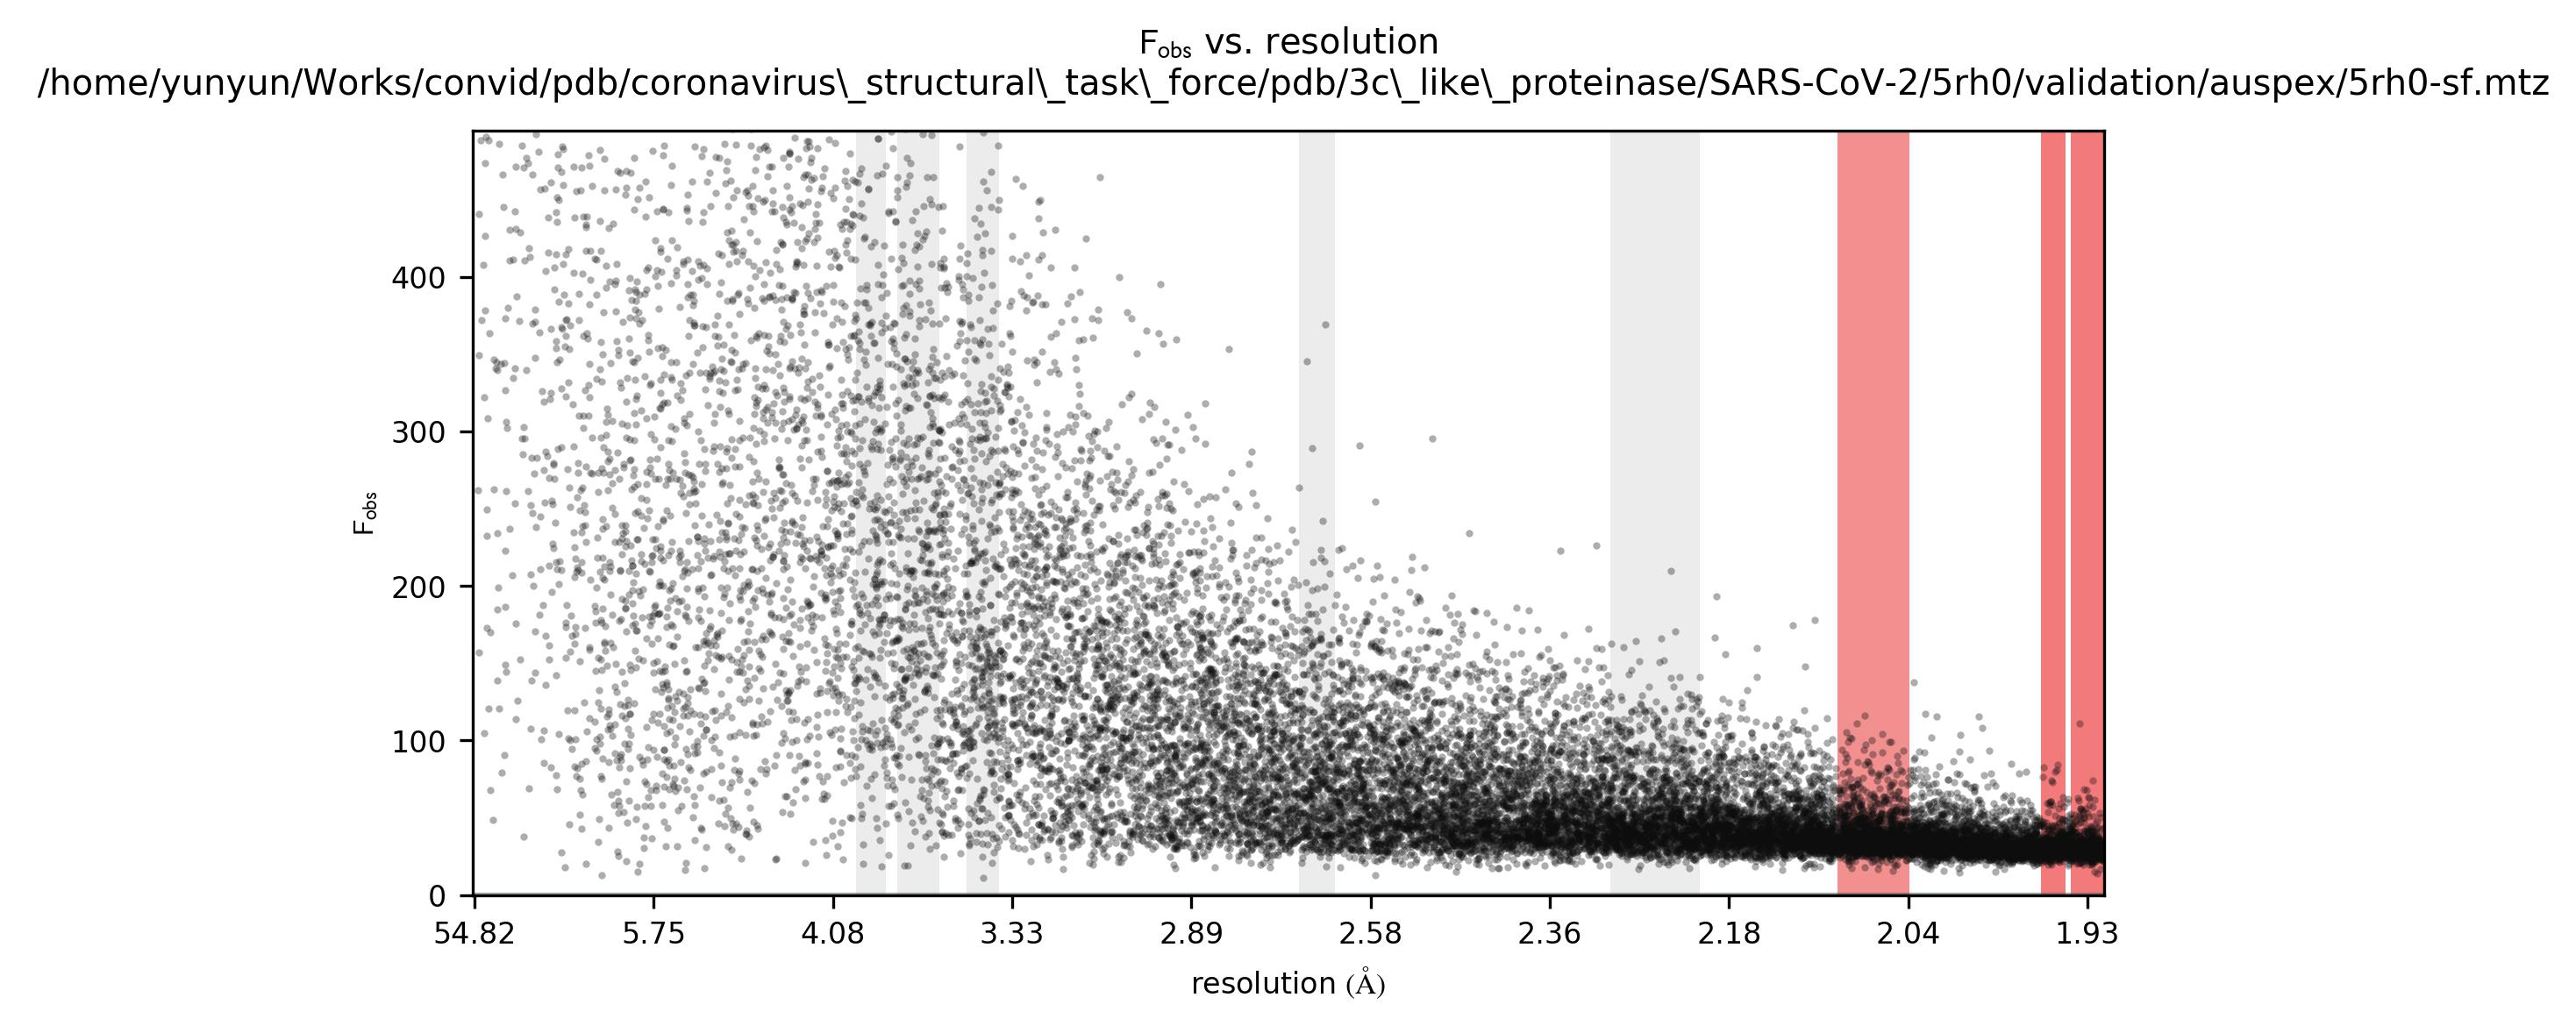 Fobs vs. resolution
/home/yunyun/Works/convid/pdb/coronavirus\_structural\_task\_force/pdb/3c\_like\_proteinase/SARS-CoV-2/5rh0/validation/auspex/5rh0-sf.mtz
Fobs
400
300
200
100
0
54.82 5.75 4.08 3.33 2.89 2.58 2.36 2.18 2.04 1.93
resolution (Å)